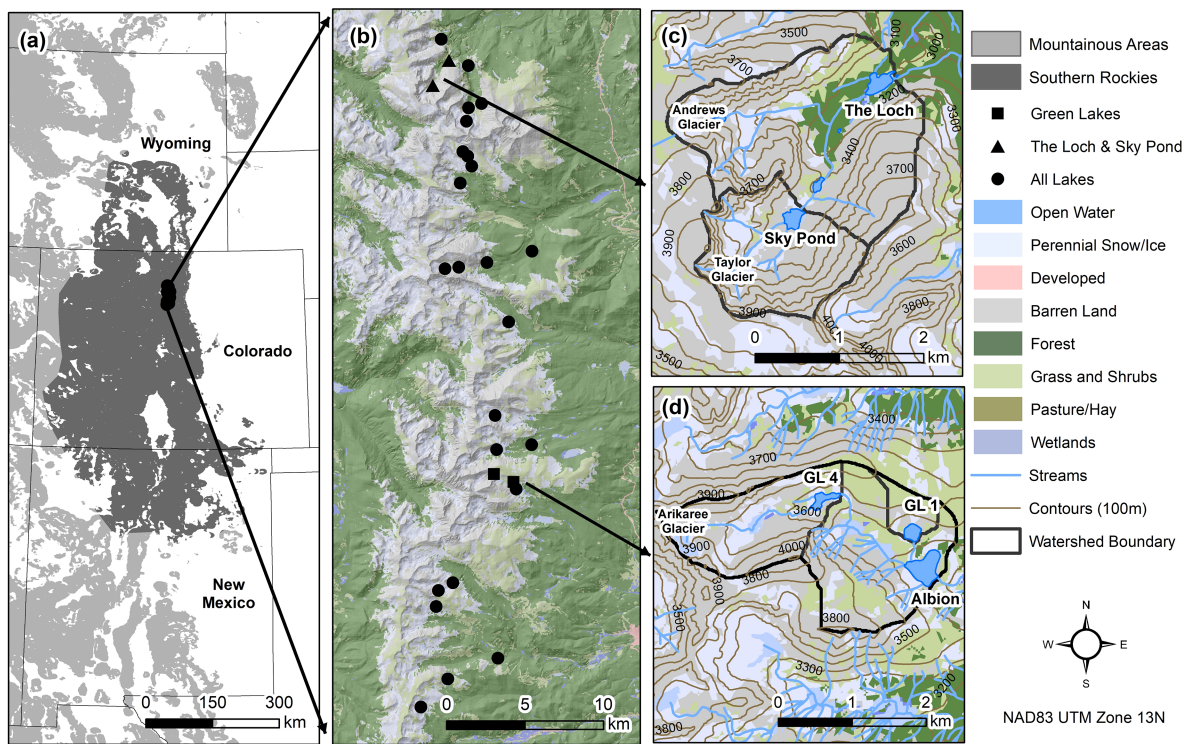 (a)
Wyoming
Colorado
New
Mexico
0 150 300
km
(b)
0 5 10
km
(c)
3500
3700
3100
3000
3200
3300
Andrews
Glacier
The Loch
3400
3700
3700
3800
3900
Sky Pond
3600
Taylor
Glacier
3800
3900
4000
4000
3500
0 1 2
km
(d)
3400
3700
GL 4
3900
3600
GL 1
Arikaree
Glacier
3900
4000
3800
3900
Albion
3500
3800
3500
3300
3200
3800
0 1 2
km
Mountainous Areas
Southern Rockies
Green Lakes
The Loch & Sky Pond
All Lakes
Open Water
Perennial Snow/Ice
Developed
Barren Land
Forest
Grass and Shrubs
Pasture/Hay
Wetlands
Streams
Contours (100m)
Watershed Boundary
N
W E
S
NAD83 UTM Zone 13N